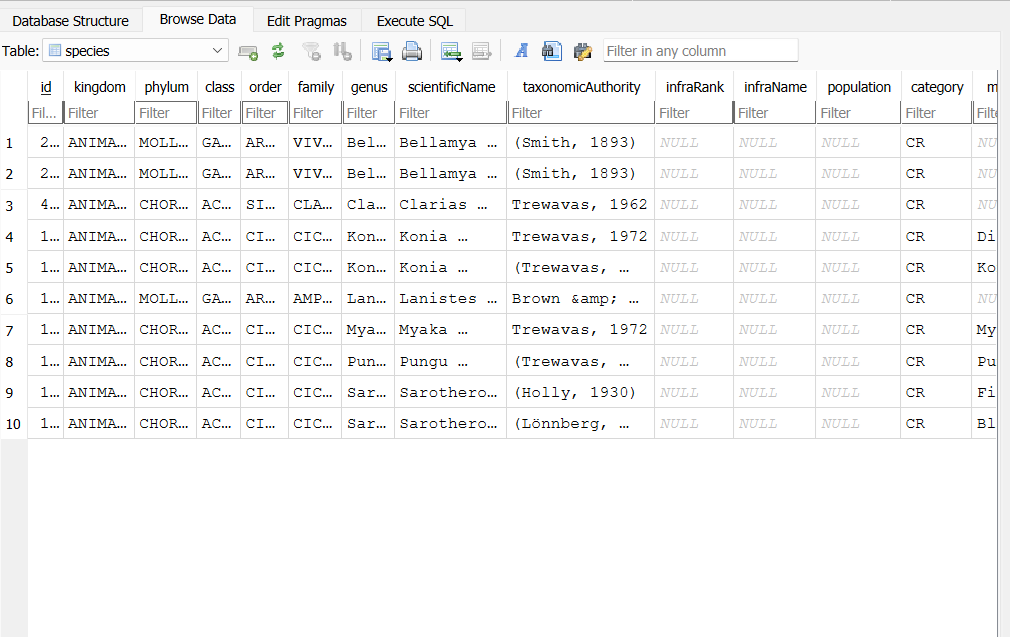 Database Structure Browse Data Edit Pragmas Execute SQL
Table: species Filter in any column
id kingdom phylum class order family genus scientificName taxonomicAuthority infraRank infraName population category m
Fil... Filter Filter Filter Filter Filter Filter Filter Filter Filter Filter Filter Filter Filte
1 2... ANIMA... MOLL... GA... AR... VIV... Bel... Bellamya ... (Smith, 1893) NULL NULL NULL CR NU
2 2... ANIMA... MOLL... GA... AR... VIV... Bel... Bellamya ... (Smith, 1893) NULL NULL NULL CR NU
3 4... ANIMA... CHOR... AC... SI... CLA... Cla... Clarias ... Trewavas, 1962 NULL NULL NULL CR NU
4 1... ANIMA... CHOR... AC... CI... CIC... Kon... Konia ... Trewavas, 1972 NULL NULL NULL CR Di
5 1... ANIMA... CHOR... AC... CI... CIC... Kon... Konia ... (Trewavas, ... NULL NULL NULL CR Ko
6 1... ANIMA... MOLL... GA... AR... AMP... Lan... Lanistes ... Brown &amp; ... NULL NULL NULL CR NU
7 1... ANIMA... CHOR... AC... CI... CIC... Mya... Myaka ... Trewavas, 1972 NULL NULL NULL CR My
8 1... ANIMA... CHOR... AC... CI... CIC... Pun... Pungu ... (Trewavas, ... NULL NULL NULL CR Pu
9 1... ANIMA... CHOR... AC... CI... CIC... Sar... Sarothero... (Holly, 1930) NULL NULL NULL CR Fi
10 1... ANIMA... CHOR... AC... CI... CIC... Sar... Sarothero... (Lönnberg, ... NULL NULL NULL CR Bl